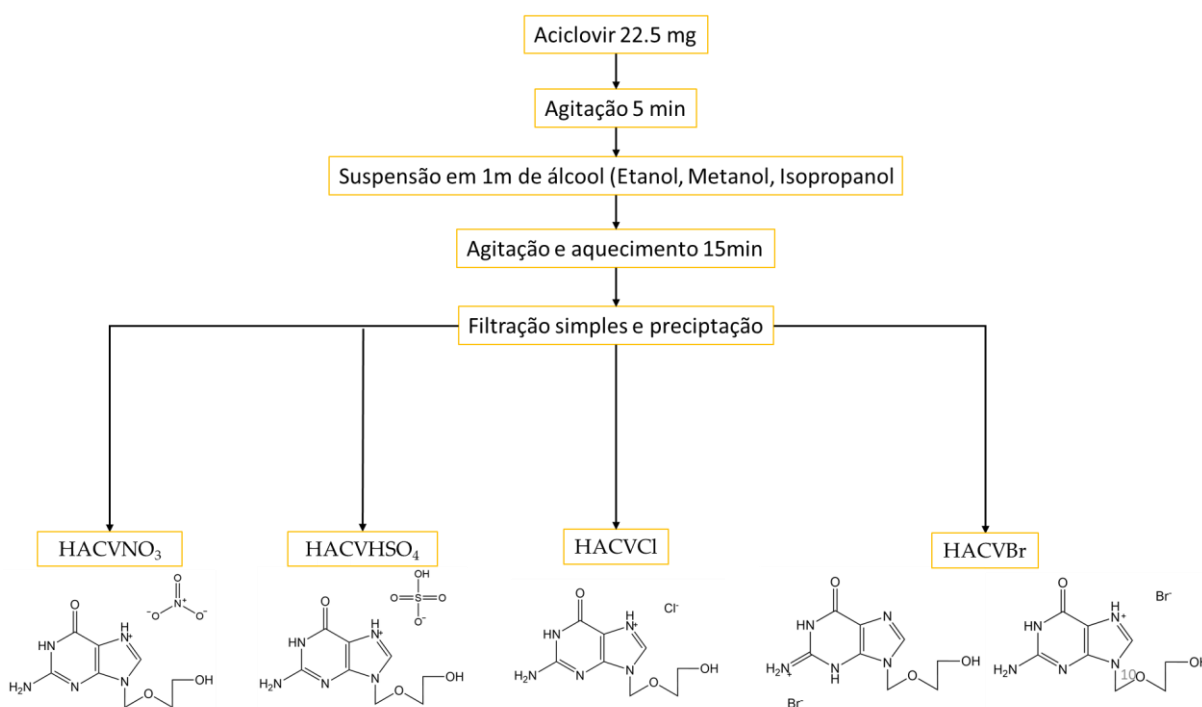 Aciclovir 22.5 mg
Agitação 5 min
Suspensão em 1m de álcool (Etanol, Metanol, Isopropanol
Agitação e aquecimento 15min
Filtração simples e preciptação
HACVNO₃
HACVHSO₄
HACVCl
HACVBr
O
N⁺
⁻O
O⁻
O
HN
H₂N
N
N
H
N⁺
O
OH
OH
O
S
O
O⁻
O
HN
H₂N
N
N
H
N⁺
O
OH
Cl⁻
O
HN
H₂N
N
N
H
N⁺
O
OH
O
HN
H₂N⁺
N
H
N
N
O
OH
Br⁻
Br⁻
O
HN
H₂N
N
N
H
N⁺
O
OH
10